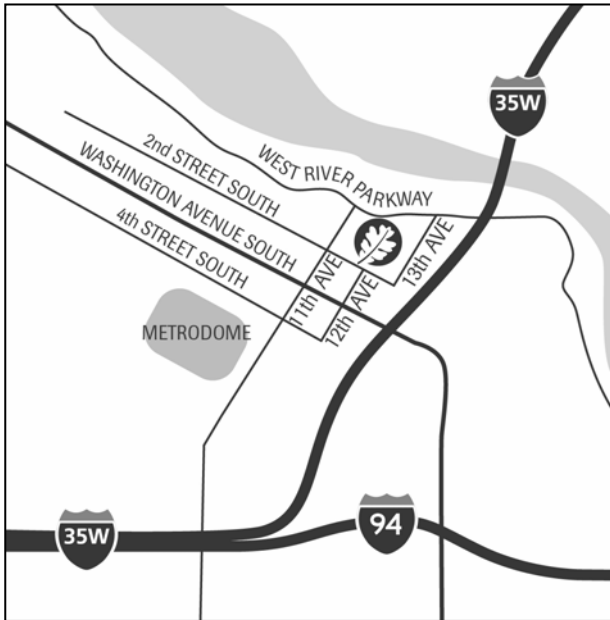 35W
2nd STREET SOUTH
WEST RIVER PARKWAY
WASHINGTON AVENUE SOUTH
4th STREET SOUTH
11th AVE
12th AVE
13th AVE
METRODOME
35W
94